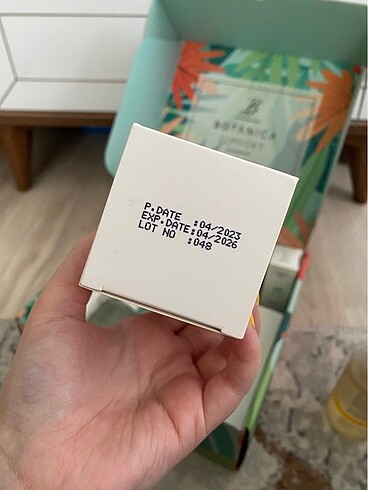 BOTANICA
P.DATE :04/2023
EXP.DATE:04/2026
LOT NO :048